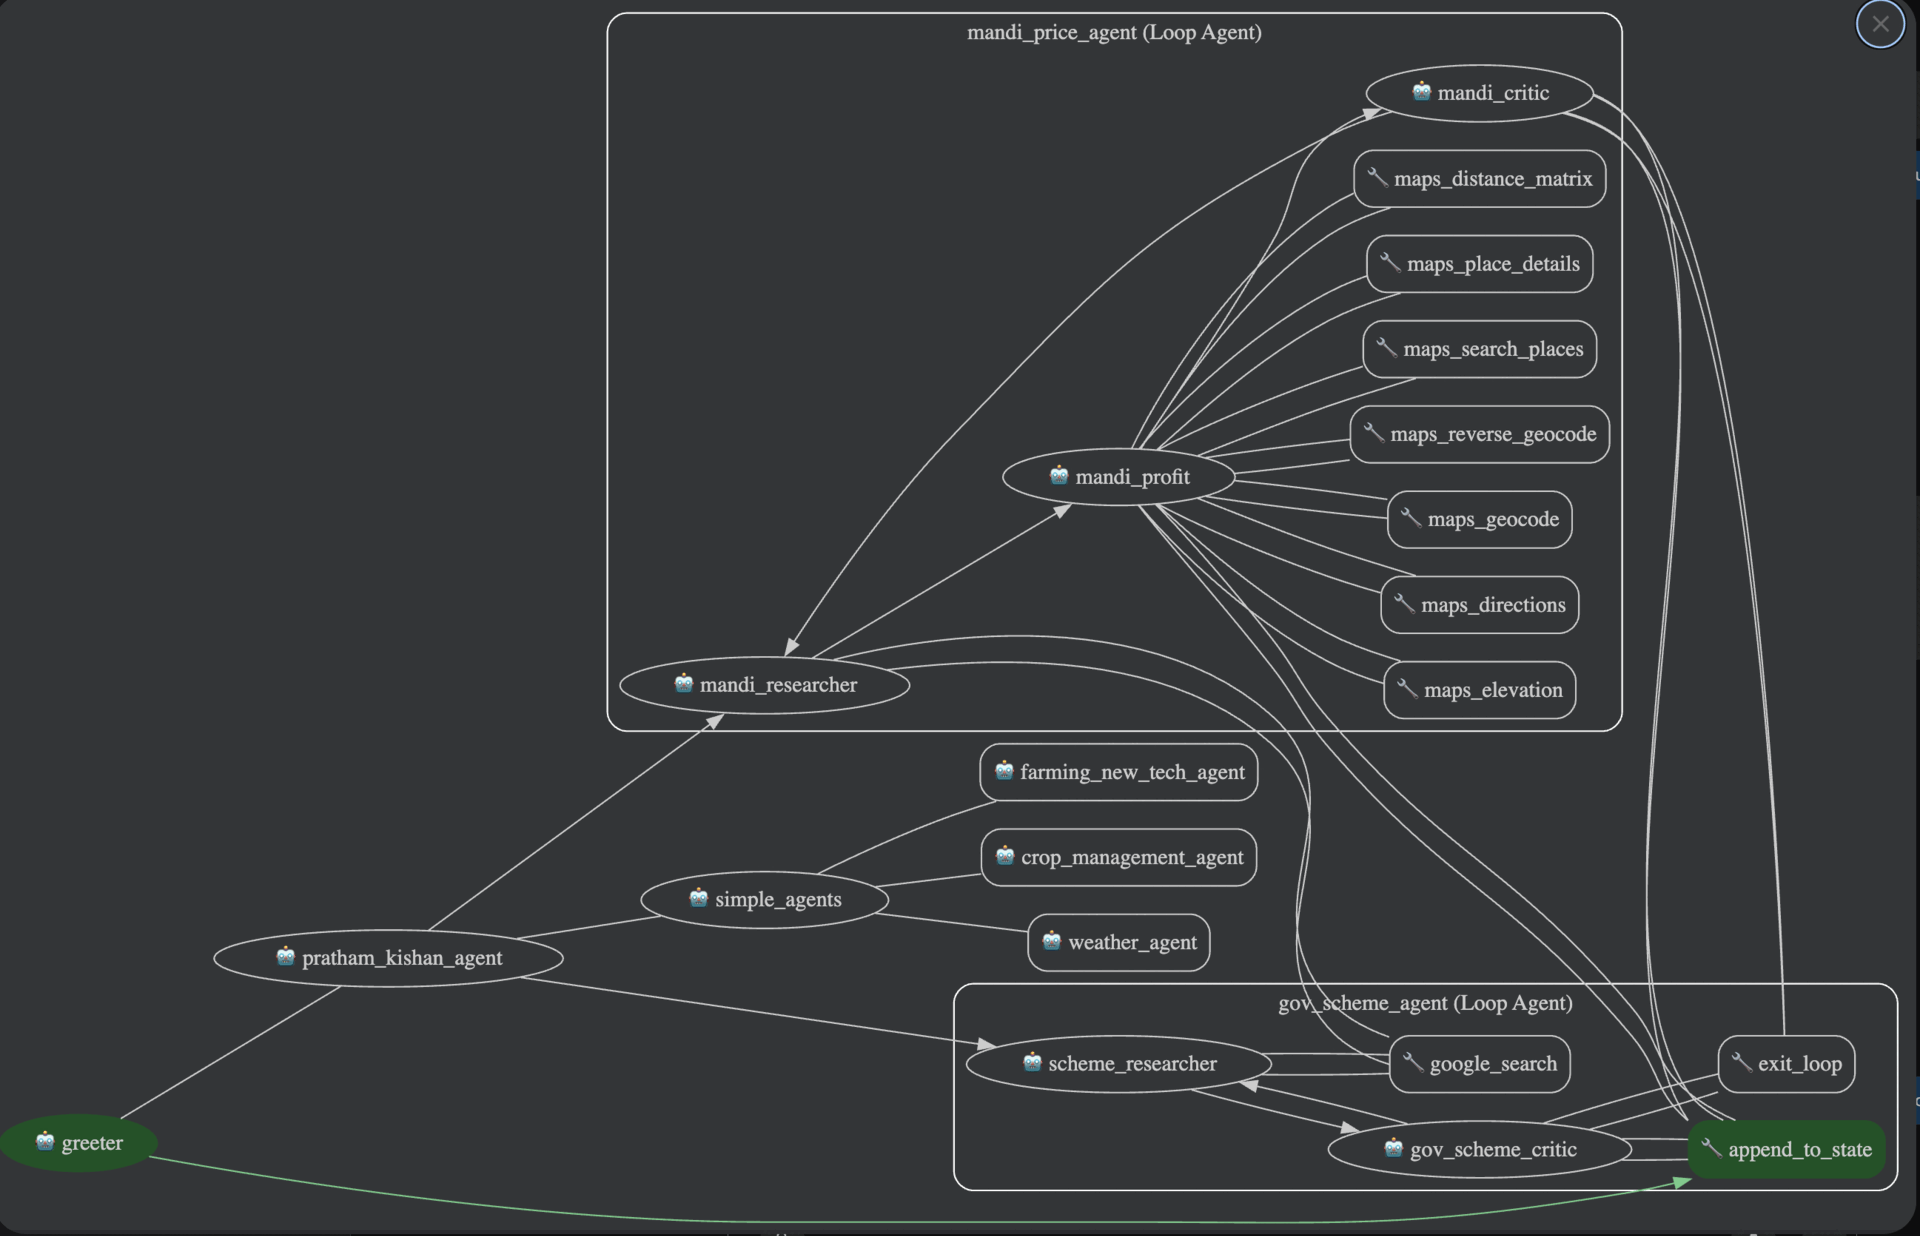 mandi_price_agent (Loop Agent)
mandi_critic
maps_distance_matrix
maps_place_details
maps_search_places
maps_reverse_geocode
mandi_profit
maps_geocode
maps_directions
mandi_researcher
maps_elevation
farming_new_tech_agent
crop_management_agent
simple_agents
weather_agent
pratham_kishan_agent
gov_scheme_agent (Loop Agent)
scheme_researcher
google_search
exit_loop
greeter
gov_scheme_critic
append_to_state